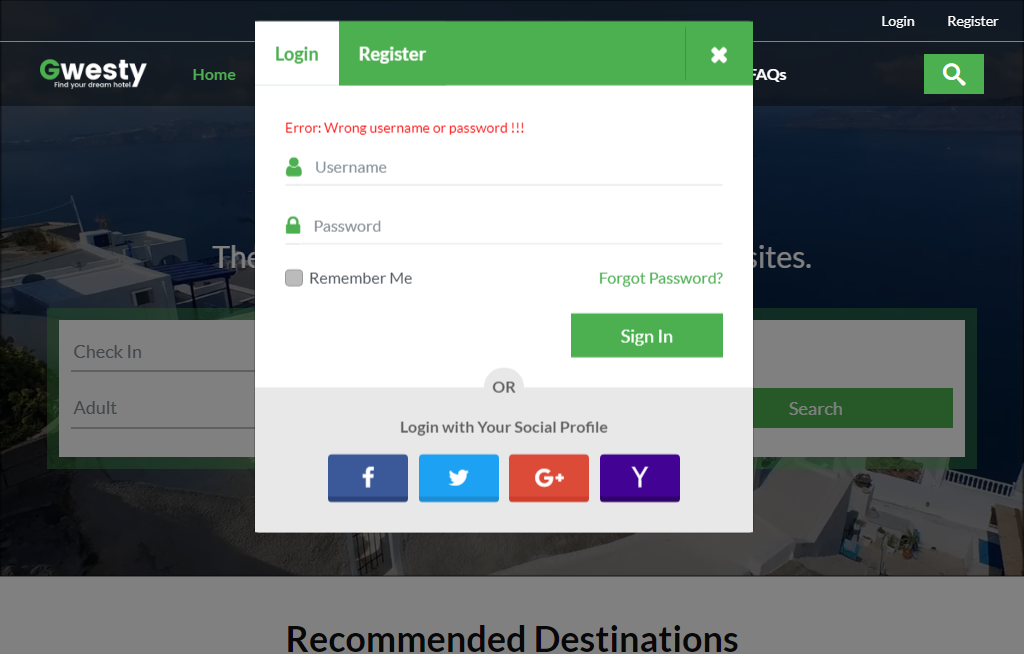 Login
Register
Gwesty
Find your dream hotel
Home
FAQs
Login
Register
Error: Wrong username or password !!!
Username
Password
Remember Me
Forgot Password?
Sign In
OR
Login with Your Social Profile
f
G+
Y
The
sites.
Check In
Adult
Search
Recommended Destinations